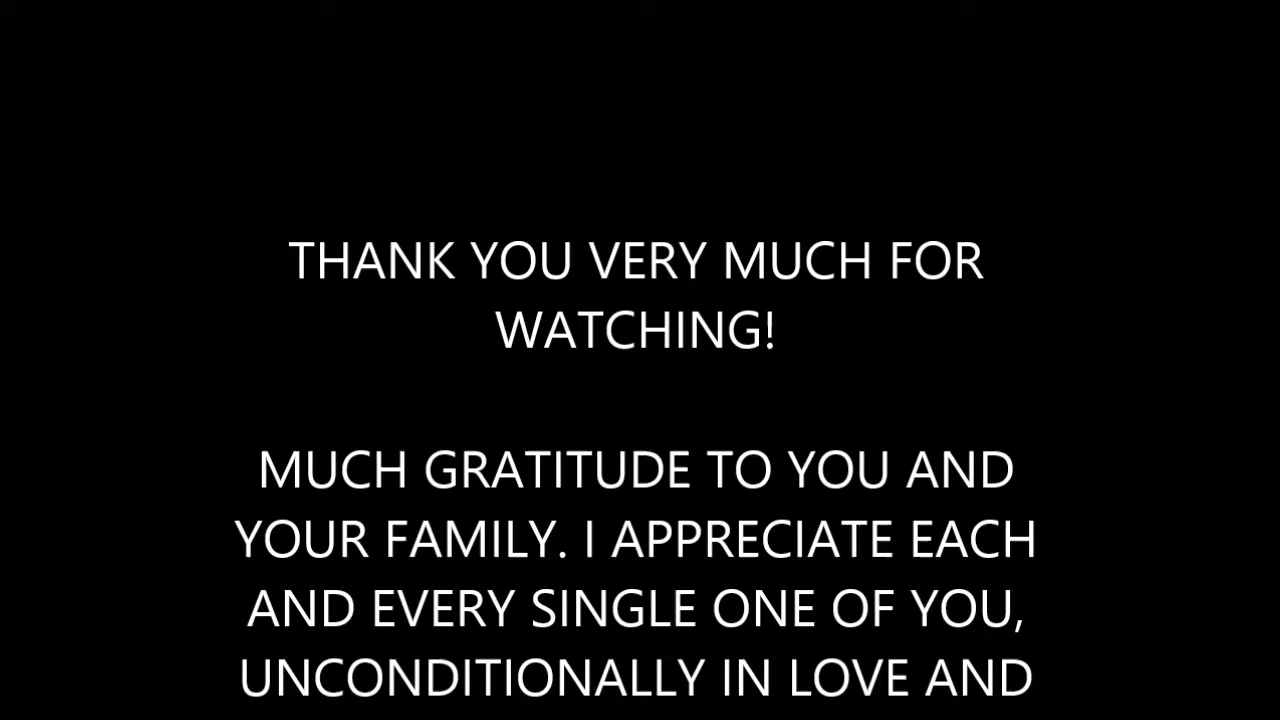 THANK YOU VERY MUCH FOR
WATCHING!
MUCH GRATITUDE TO YOU AND
YOUR FAMILY. I APPRECIATE EACH
AND EVERY SINGLE ONE OF YOU,
UNCONDITIONALLY IN LOVE AND